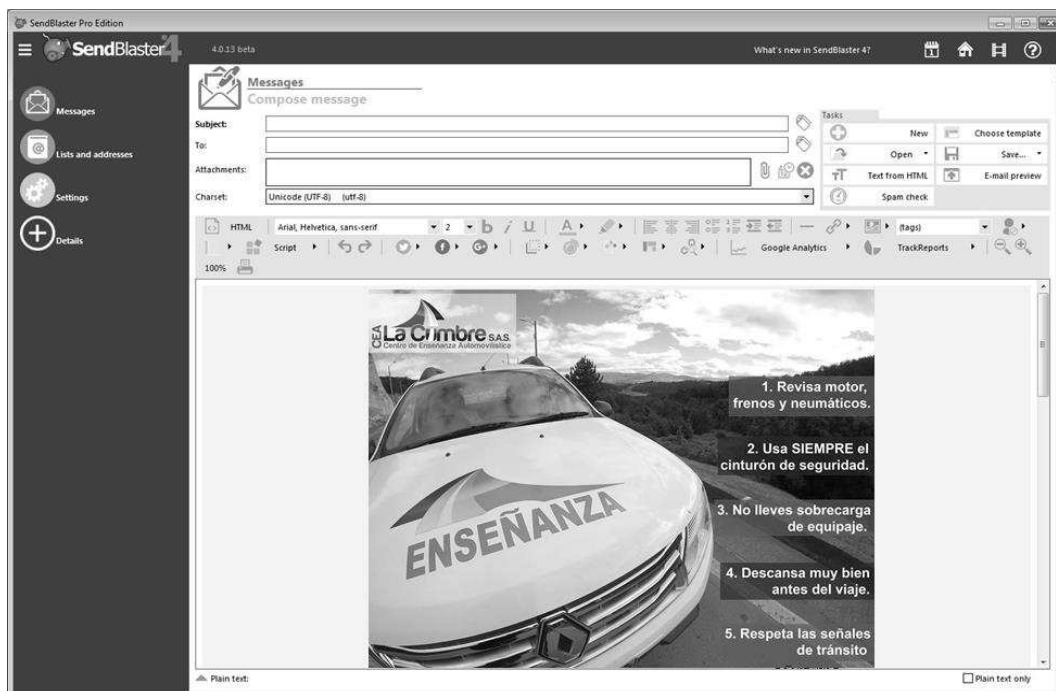 SendBlaster Pro Edition
SendBlaster 4
4.0.13 beta
What's new in SendBlaster 4?
1
Messages
Lists and addresses
Settings
Details
Messages
Compose message
Subject:
To:
Attachments:
Charset:
Unicode (UTF-8) (utf-8)
Tasks
New
Choose template
Open
Save...
Text from HTML
E-mail preview
Spam check
HTML
Arial, Helvetica, sans-serif
2
b i U A
(tags)
Script
Google Analytics
TrackReports
100%
CEA La Cumbre S.A.S.
Centro de Enseñanza Automovilística
1. Revisa motor,
frenos y neumáticos.
2. Usa SIEMPRE el
cinturón de seguridad.
3. No lleves sobrecarga
de equipaje.
4. Descansa muy bien
antes del viaje.
5. Respeta las señales
de tránsito
ENSEÑANZA
Plain text:
Plain text only